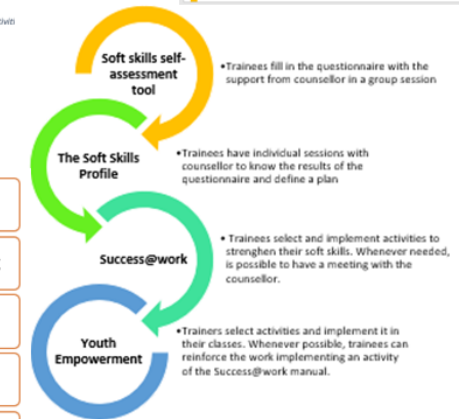 Soft skills self-
assessment
tool
•Trainees fill in the questionnaire with the
support from counsellor in a group session
The Soft Skills
Profile
•Trainees have individual sessions with
counsellor to know the results of the
questionnaire and define a plan
Success@work
• Trainees select and implement activities to
strengthen their soft skills. Whenever needed,
is possible to have a meeting with the
counsellor.
Youth
Empowerment
•Trainers select activities and implement it in
their classes. Whenever possible, trainees can
reinforce the work implementing an activity
of the Success@work manual.